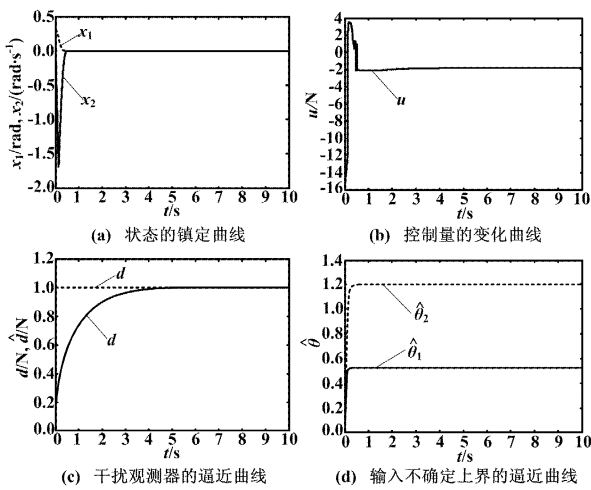 x₁/rad, x₂/(rad·s⁻¹)
0.5
0.0
-0.5
-1.0
-1.5
-2.0
x₁
x₂
0 1 2 3 4 5 6 7 8 9 10
t/s
(a) 状态的镇定曲线
u/N
4
2
0
-2
-4
-6
-8
-10
-12
-14
-16
u
0 1 2 3 4 5 6 7 8 9 10
t/s
(b) 控制量的变化曲线
d/N, d̂/N
1.2
1.0
0.8
0.6
0.4
0.2
0.0
d
d
0 1 2 3 4 5 6 7 8 9 10
t/s
(c) 干扰观测器的逼近曲线
θ̂
1.4
1.2
1.0
0.8
0.6
0.4
0.2
0.0
θ̂₂
θ̂₁
0 1 2 3 4 5 6 7 8 9 10
t/s
(d) 输入不确定上界的逼近曲线